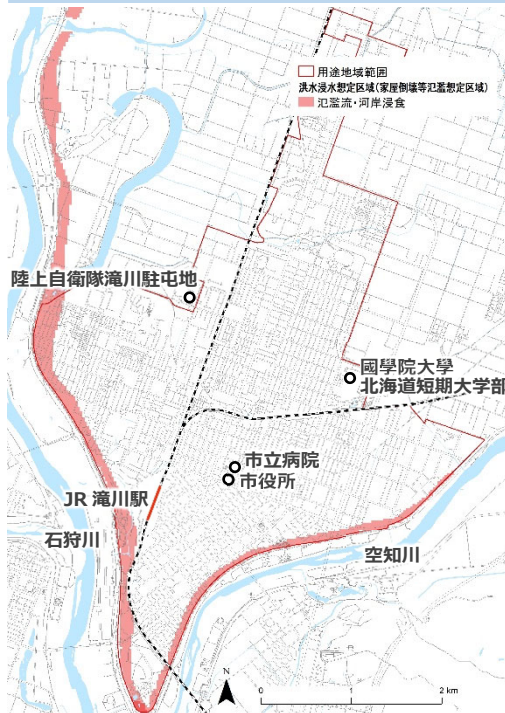 用途地域範囲
洪水浸水想定区域(家屋倒壊等氾濫想定区域)
氾濫流・河岸浸食
陸上自衛隊滝川駐屯地
國學院大學
北海道短期大学部
市立病院
市役所
JR 滝川駅
石狩川
空知川
N
0 1 2 km